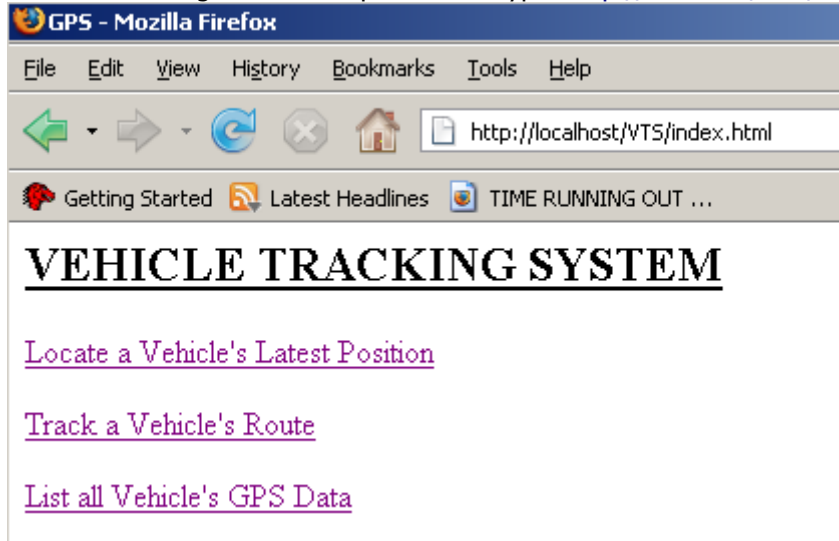 GPS - Mozilla Firefox
File Edit View History Bookmarks Tools Help
http://localhost/VTS/index.html
Getting Started Latest Headlines TIME RUNNING OUT ...
VEHICLE TRACKING SYSTEM
Locate a Vehicle's Latest Position
Track a Vehicle's Route
List all Vehicle's GPS Data